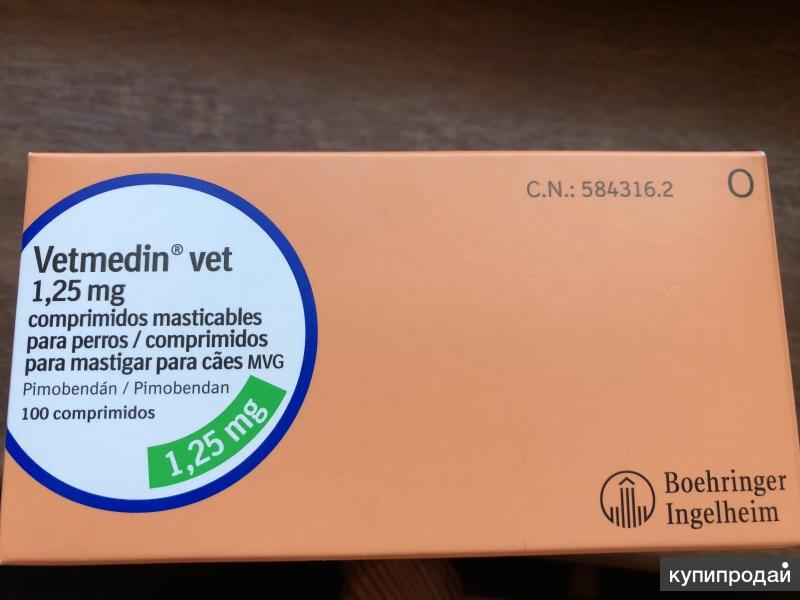 C.N.: 584316.2
O
Vetmedin® vet
1,25 mg
comprimidos masticables
para perros / comprimidos
para mastigar para cães MVG
Pimobendán / Pimobendan
100 comprimidos
1,25 mg
Boehringer
Ingelheim
купипродай